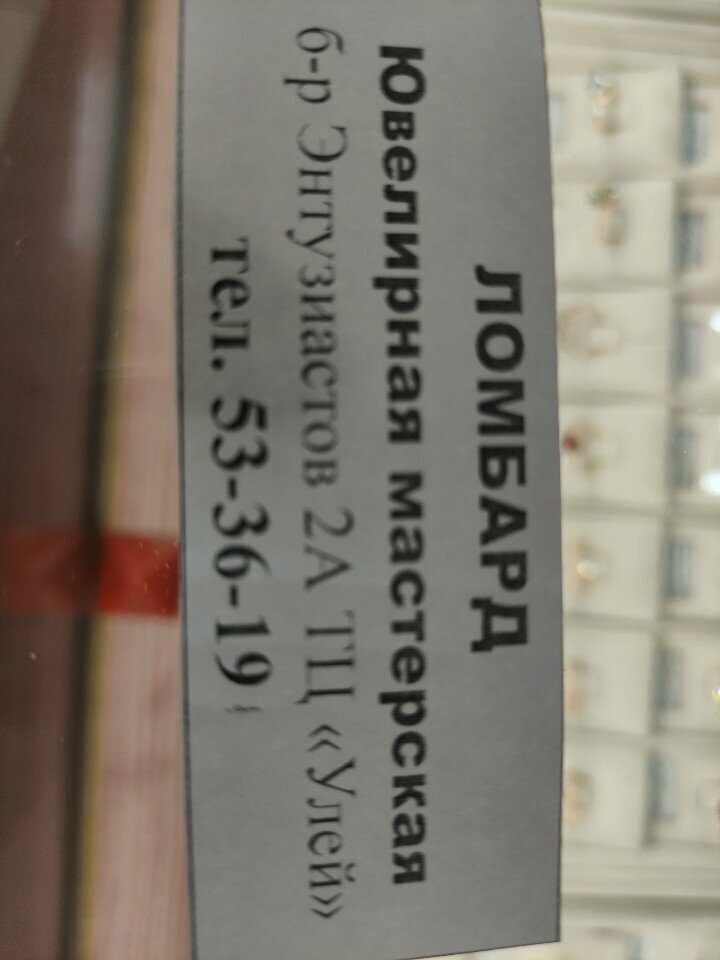 ЛОМБАРД
Ювелирная мастерская
б-р Энтузиастов 2А ТЦ «Улей»
тел. 53-36-19